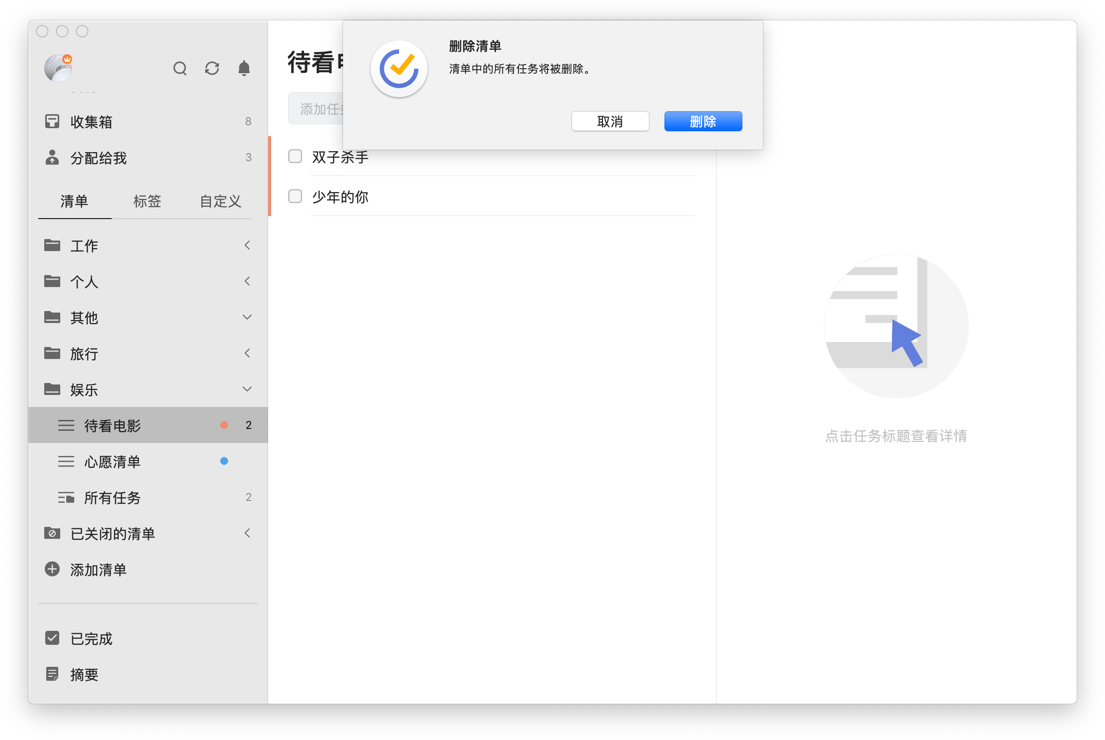 收集箱 8
分配给我 3
清单 标签 自定义
工作
个人
其他
旅行
娱乐
待看电影 2
心愿清单
所有任务 2
已关闭的清单
添加清单
已完成
摘要
待看
添加任
双子杀手
少年的你
删除清单
清单中的所有任务将被删除。
取消 删除
点击任务标题查看详情